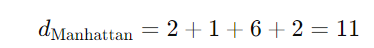 d_Manhattan = 2 + 1 + 6 + 2 = 11